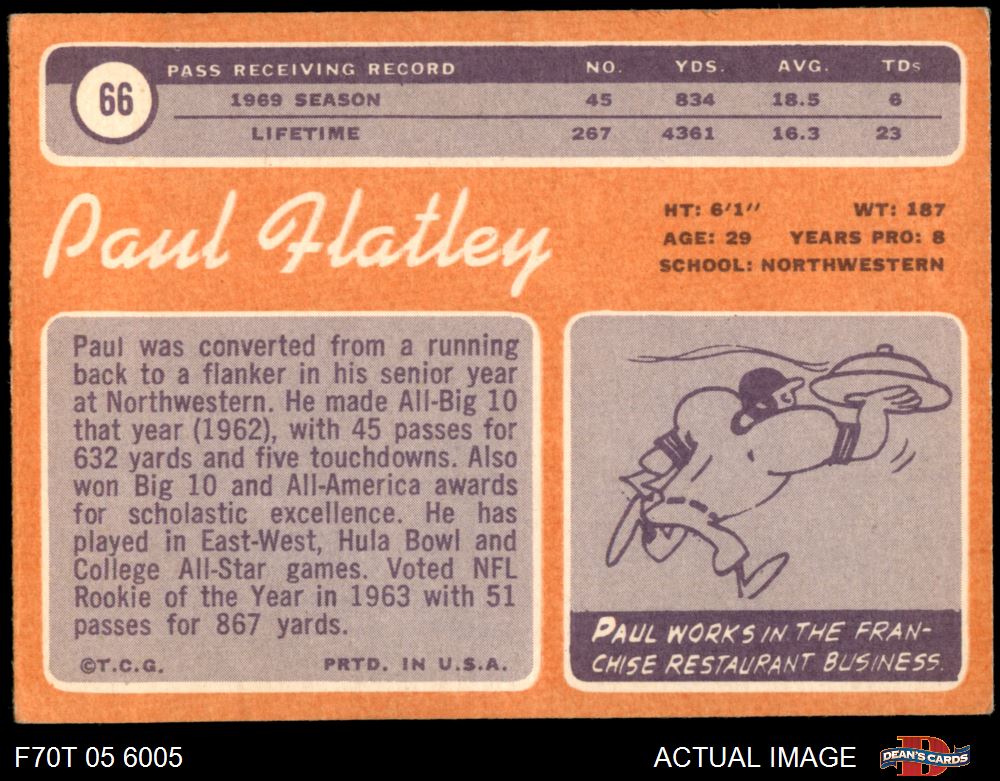 66
PASS RECEIVING RECORD NO. YDS. AVG. TDs
1969 SEASON 45 834 18.5 6
LIFETIME 267 4361 16.3 23
Paul Flatley
HT: 6'1" WT: 187
AGE: 29 YEARS PRO: 8
SCHOOL: NORTHWESTERN
Paul was converted from a running
back to a flanker in his senior year
at Northwestern. He made All-Big 10
that year (1962), with 45 passes for
632 yards and five touchdowns. Also
won Big 10 and All-America awards
for scholastic excellence. He has
played in East-West, Hula Bowl and
College All-Star games. Voted NFL
Rookie of the Year in 1963 with 51
passes for 867 yards.
©T.C.G. PRTD. IN U.S.A.
PAUL WORKS IN THE FRAN-
CHISE RESTAURANT BUSINESS.
F70T 05 6005 ACTUAL IMAGE
DEAN'S CARDS